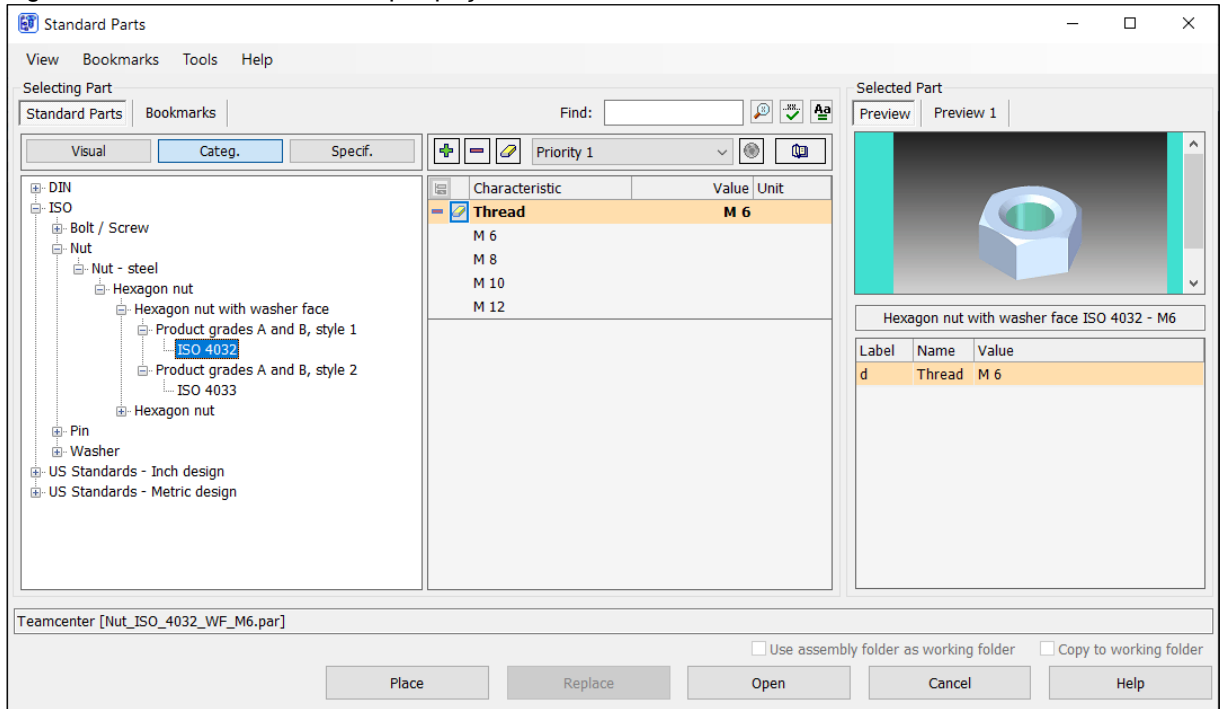 Standard Parts
View Bookmarks Tools Help
Selecting Part
Standard Parts Bookmarks
Find:
Visual Categ. Specif.
Priority 1
DIN
ISO
Bolt / Screw
Nut
Nut - steel
Hexagon nut
Hexagon nut with washer face
Product grades A and B, style 1
ISO 4032
Product grades A and B, style 2
ISO 4033
Hexagon nut
Pin
Washer
US Standards - Inch design
US Standards - Metric design
Characteristic Value Unit
Thread M 6
M 6
M 8
M 10
M 12
Selected Part
Preview Preview 1
Hexagon nut with washer face ISO 4032 - M6
Label Name Value
d Thread M 6
Teamcenter [Nut_ISO_4032_WF_M6.par]
Use assembly folder as working folder Copy to working folder
Place Replace Open Cancel Help